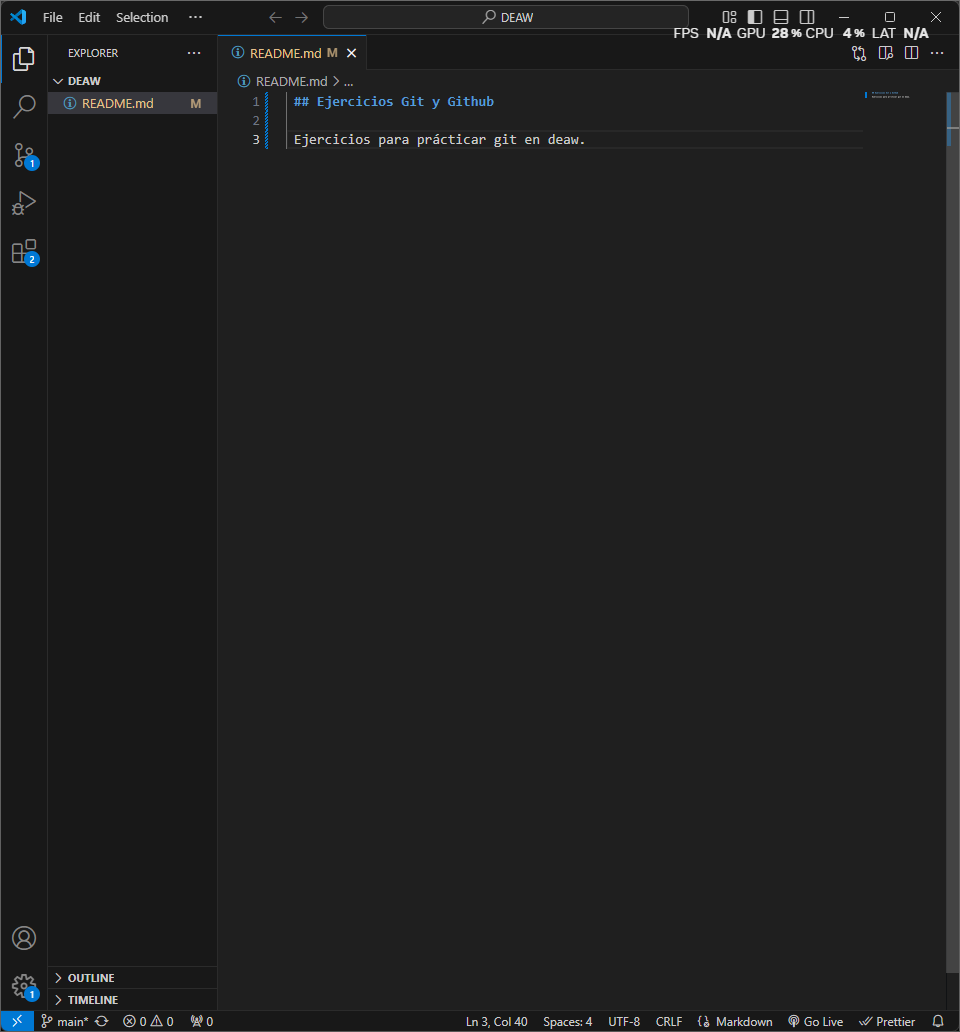 File Edit Selection ··· DEAW
FPS N/A GPU 28 % CPU 4 % LAT N/A
EXPLORER ··· README.md M
DEAW
README.md > ...
README.md M
1 ## Ejercicios Git y Github
2
3 Ejercicios para prácticar git en deaw.
1
2
OUTLINE
1
TIMELINE
main* 0 0 0 Ln 3, Col 40 Spaces: 4 UTF-8 CRLF Markdown Go Live Prettier